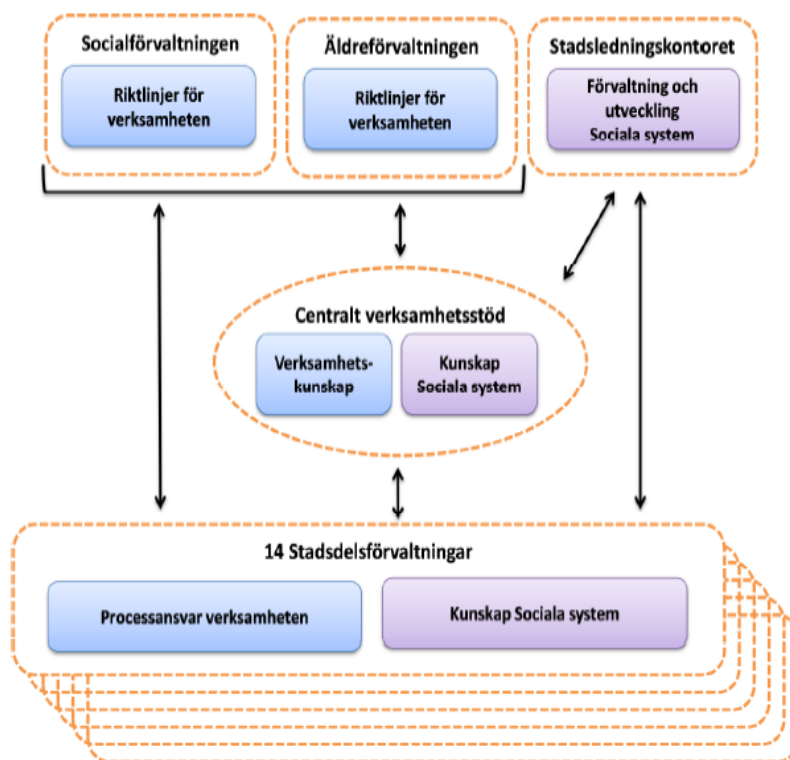 Socialförvaltningen
Riktlinjer för
verksamheten
Äldreförvaltningen
Riktlinjer för
verksamheten
Stadsledningskontoret
Förvaltning och
utveckling
Sociala system
Centralt verksamhetsstöd
Verksamhets-
kunskap
Kunskap
Sociala system
14 Stadsdelsförvaltningar
Processansvar verksamheten
Kunskap Sociala system